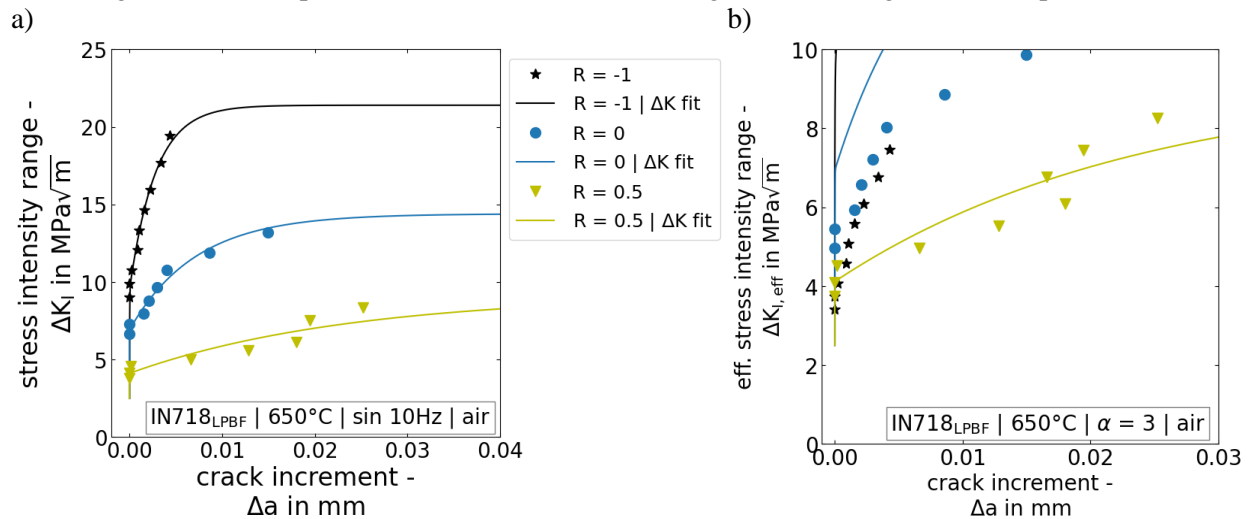 a)
25
20
15
10
5
0
0.00 0.01 0.02 0.03 0.04
stress intensity range -
ΔK_I in MPa√m
crack increment -
Δa in mm
IN718_LPBF | 650°C | sin 10Hz | air
R = -1
R = -1 | ΔK fit
R = 0
R = 0 | ΔK fit
R = 0.5
R = 0.5 | ΔK fit
b)
10
8
6
4
2
0
0.00 0.01 0.02 0.03
eff. stress intensity range -
ΔK_I,eff in MPa√m
crack increment -
Δa in mm
IN718_LPBF | 650°C | α = 3 | air